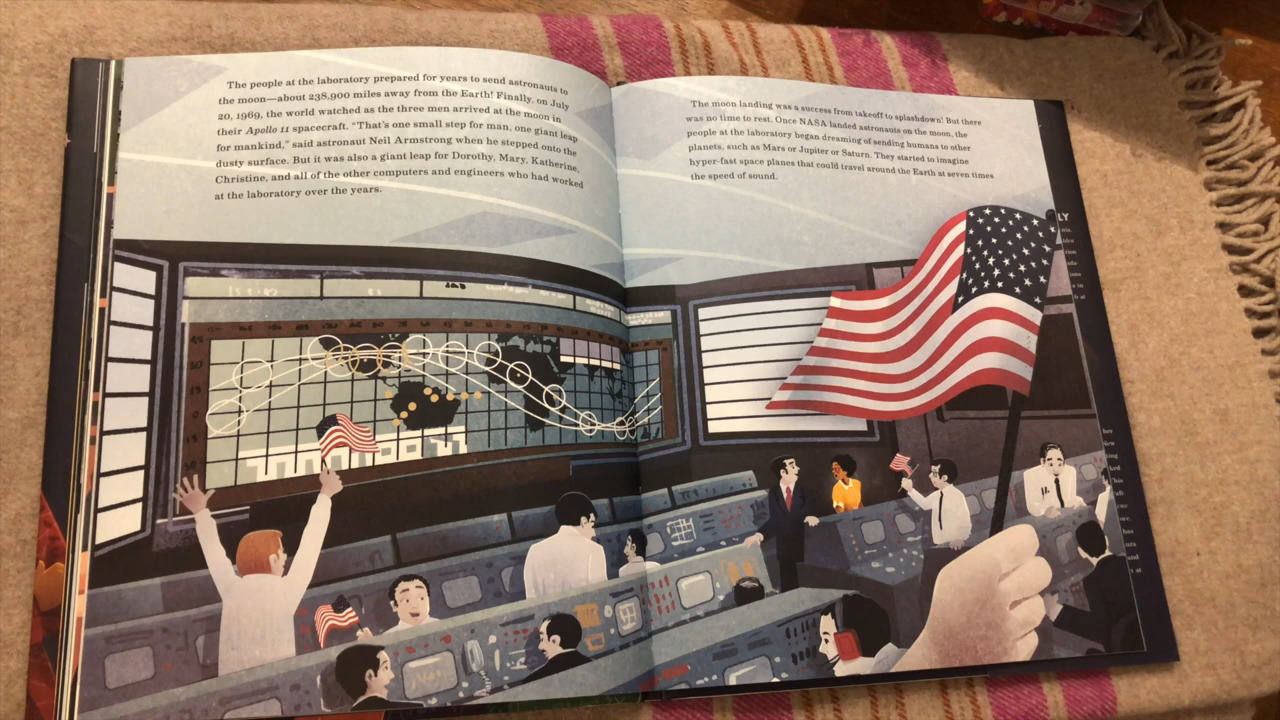 The people at the laboratory prepared for years to send astronauts to
the moon—about 238,900 miles away from the Earth! Finally, on July
20, 1969, the world watched as the three men arrived at the moon in
their Apollo 11 spacecraft. “That’s one small step for man, one giant leap
for mankind,” said astronaut Neil Armstrong when he stepped onto the
dusty surface. But it was also a giant leap for Dorothy, Mary, Katherine,
Christine, and all of the other computers and engineers who had worked
at the laboratory over the years.
The moon landing was a success from takeoff to splashdown! But there
was no time to rest. Once NASA landed astronauts on the moon, the
people at the laboratory began dreaming of sending humans to other
planets, such as Mars or Jupiter or Saturn. They started to imagine
hyper-fast space planes that could travel around the Earth at seven times
the speed of sound.
LY